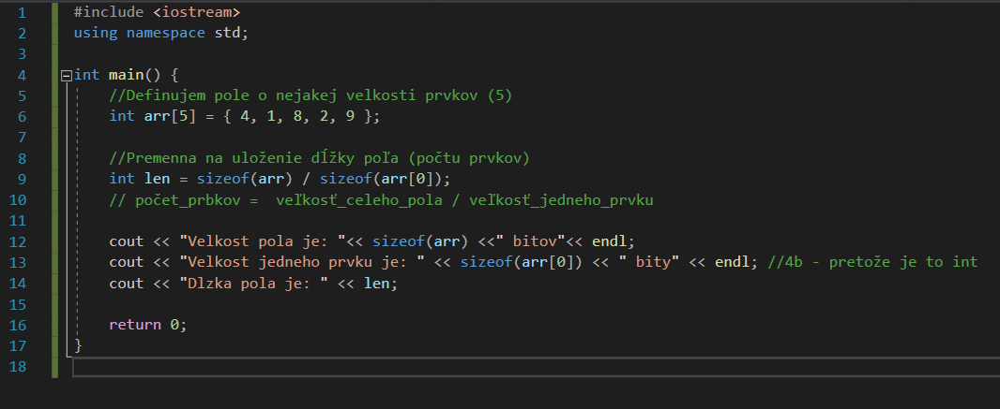 1 #include <iostream>
2 using namespace std;
3
4 int main() {
5 //Definujem pole o nejakej velkosti prvkov (5)
6 int arr[5] = { 4, 1, 8, 2, 9 };
7
8 //Premenna na uloženie dĺžky poľa (počtu prvkov)
9 int len = sizeof(arr) / sizeof(arr[0]);
10 // počet_prbkov =  veľkosť_celeho_pola / veľkosť_jedneho_prvku
11
12 cout << "Velkost pola je: "<< sizeof(arr) <<" bitov"<< endl;
13 cout << "Velkost jedneho prvku je: " << sizeof(arr[0]) << " bity" << endl; //4b - pretože je to int
14 cout << "Dlzka pola je: " << len;
15
16 return 0;
17 }
18